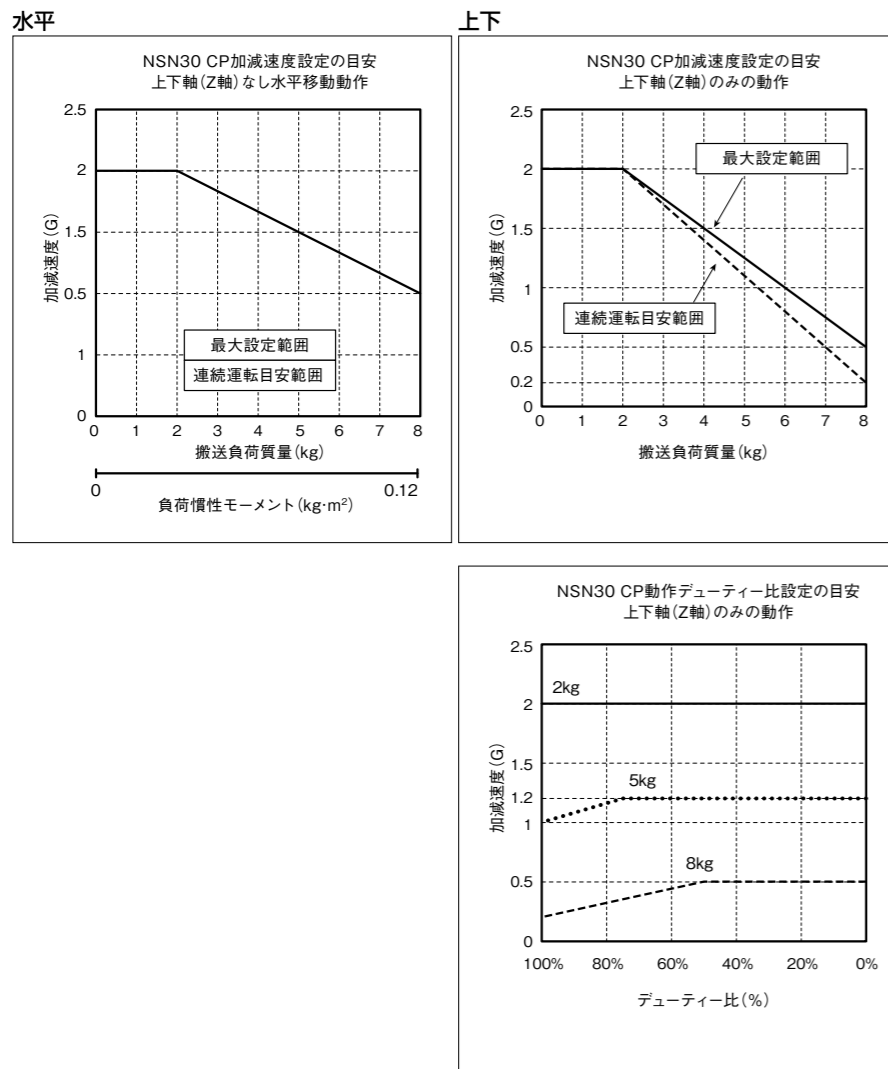 水平
NSN30 CP加減速度設定の目安
上下軸(Z軸)なし水平移動動作
2.5
2
1.5
0.5
1
0
加減速度(G)
最大設定範囲
連続運転目安範囲
0 1 2 3 4 5 6 7 8
搬送負荷質量(kg)
0 0.12
負荷慣性モーメント(kg·m²)
上下
NSN30 CP加減速度設定の目安
上下軸(Z軸)のみの動作
2.5
2
1.5
1
0.5
0.2
0
加減速度(G)
最大設定範囲
連続運転目安範囲
0 1 2 3 4 5 6 7 8
搬送負荷質量(kg)
NSN30 CP動作デューティー比設定の目安
上下軸(Z軸)のみの動作
2.5
2
1.5
1.2
1
0.5
0
加減速度(G)
2kg
5kg
8kg
100% 80% 60% 40% 20% 0%
デューティー比(%)